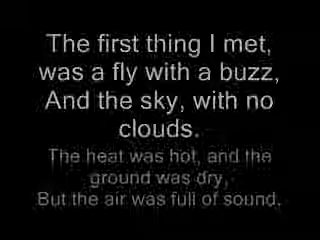 The first thing I met,
was a fly with a buzz,
And the sky, with no
clouds.
The heat was hot, and the
ground was dry,
But the air was full of sound.